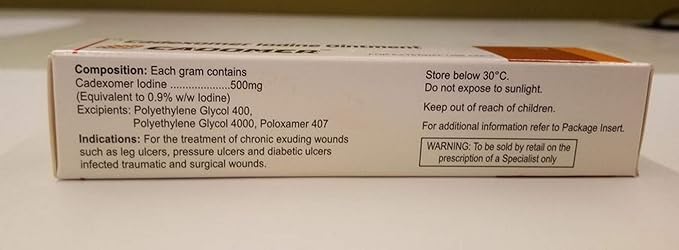 Cadexomer Iodine Ointment
CADOMER
Composition: Each gram contains
Cadexomer Iodine ....................500mg
(Equivalent to 0.9% w/w Iodine)
Excipients: Polyethylene Glycol 400,
Polyethylene Glycol 4000, Poloxamer 407
Indications: For the treatment of chronic exuding wounds
such as leg ulcers, pressure ulcers and diabetic ulcers
infected traumatic and surgical wounds.
Store below 30°C.
Do not expose to sunlight.
Keep out of reach of children.
For additional information refer to Package Insert.
WARNING: To be sold by retail on the
prescription of a Specialist only